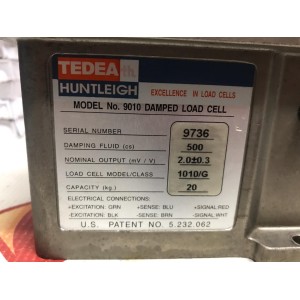 TEDEA
HUNTLEIGH
EXCELLENCE IN LOAD CELLS
MODEL No. 9010 DAMPED LOAD CELL
SERIAL NUMBER 9736
DAMPING FLUID (cs) 500
NOMINAL OUTPUT (mV / V) 2.0±0.3
LOAD CELL MODEL/CLASS 1010/G
CAPACITY (kg.) 20
ELECTRICAL CONNECTIONS:
+EXCITATION: GRN +SENSE: BLU +SIGNAL:RED
-EXCITATION: BLK -SENSE: BRN -SIGNAL: WHT
U.S. PATENT NO. 5.232.062